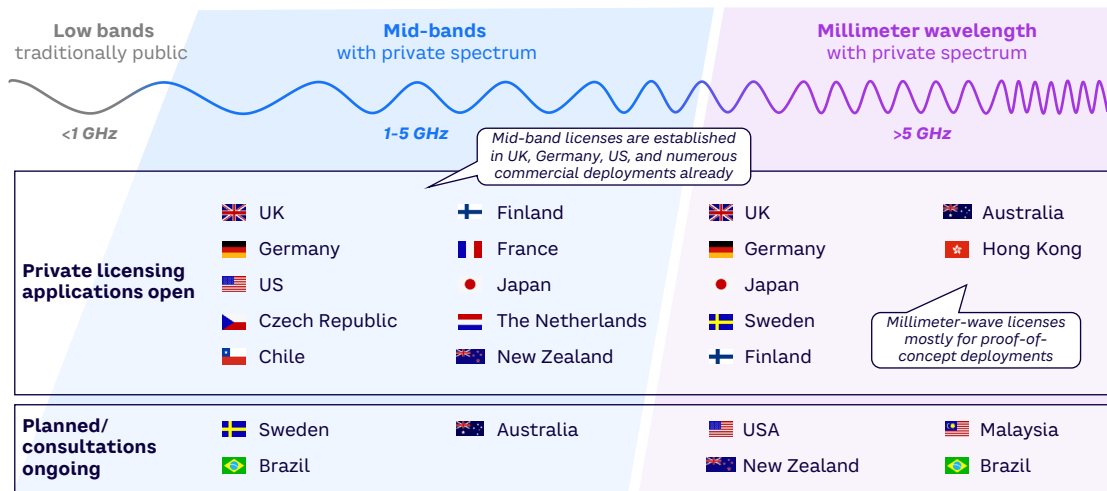 Low bands
traditionally public
Mid-bands
with private spectrum
Millimeter wavelength
with private spectrum
<1 GHz
1-5 GHz
>5 GHz
Mid-band licenses are established
in UK, Germany, US, and numerous
commercial deployments already
Private licensing
applications open
UK
Germany
US
Czech Republic
Chile
Finland
France
Japan
The Netherlands
New Zealand
UK
Germany
Japan
Sweden
Finland
Australia
Hong Kong
Millimeter-wave licenses
mostly for proof-of-
concept deployments
Planned/
consultations
ongoing
Sweden
Brazil
Australia
USA
New Zealand
Malaysia
Brazil